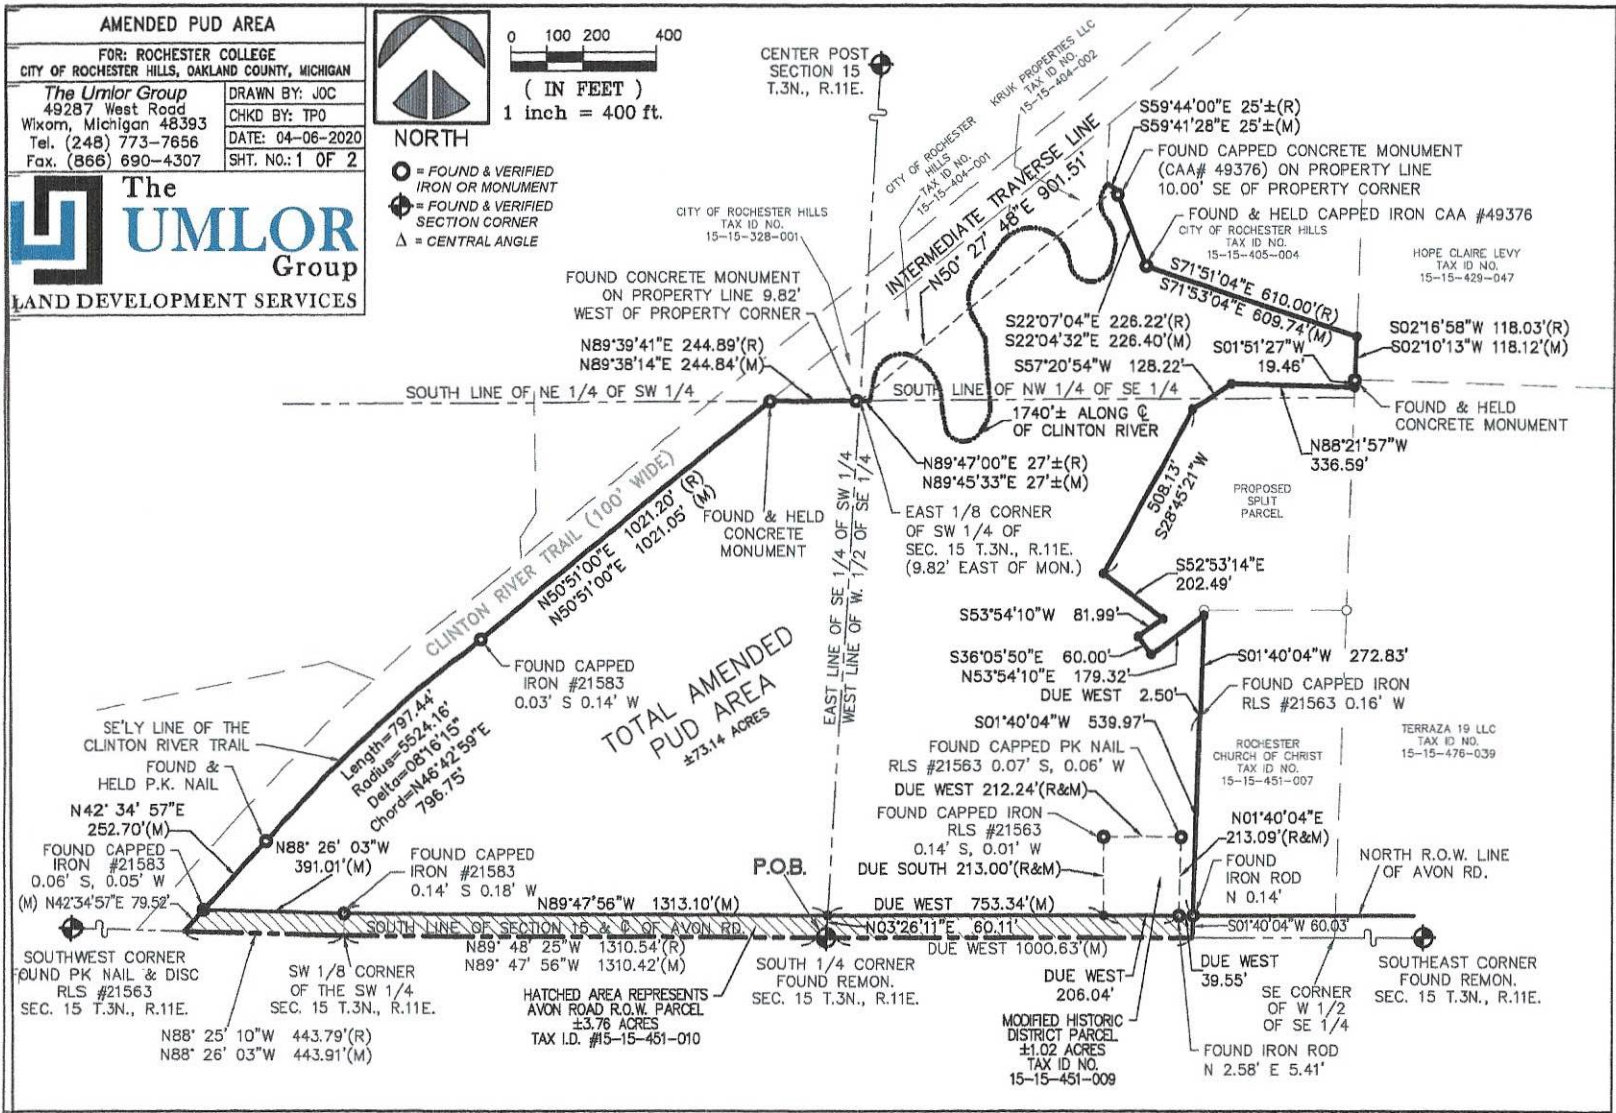 AMENDED PUD AREA
FOR: ROCHESTER COLLEGE
CITY OF ROCHESTER HILLS, OAKLAND COUNTY, MICHIGAN
The Umlor Group
49287 West Road
Wixom, Michigan 48393
Tel. (248) 773-7656
Fax. (866) 690-4307
DRAWN BY: JOC
CHKD BY: TPO
DATE: 04-06-2020
SHT. NO.: 1 OF 2
The
UMLOR
Group
LAND DEVELOPMENT SERVICES
NORTH
0 100 200 400
( IN FEET )
1 inch = 400 ft.
= FOUND & VERIFIED
IRON OR MONUMENT
= FOUND & VERIFIED
SECTION CORNER
Δ = CENTRAL ANGLE
CENTER POST
SECTION 15
T.3N., R.11E.
KRUK PROPERTIES LLC
TAX ID NO.
15-15-404-002
CITY OF ROCHESTER
HILLS
TAX ID NO.
15-15-404-001
INTERMEDIATE TRAVERSE LINE
N50° 27' 48"E 901.51'
S59°44'00"E 25'±(R)
S59°41'28"E 25'±(M)
FOUND CAPPED CONCRETE MONUMENT
(CAA# 49376) ON PROPERTY LINE
10.00' SE OF PROPERTY CORNER
FOUND & HELD CAPPED IRON CAA #49376
CITY OF ROCHESTER HILLS
TAX ID NO.
15-15-405-004
HOPE CLAIRE LEVY
TAX ID NO.
15-15-429-047
S71°51'04"E 610.00'(R)
S71°53'04"E 609.74'(M)
S22°07'04"E 226.22'(R)
S22°04'32"E 226.40'(M)
S02°16'58"W 118.03'(R)
S02°10'13"W 118.12'(M)
S01°51'27"W
19.46'
S57°20'54"W 128.22'
FOUND & HELD
CONCRETE MONUMENT
N88°21'57"W
336.59'
CITY OF ROCHESTER HILLS
TAX ID NO.
15-15-328-001
FOUND CONCRETE MONUMENT
ON PROPERTY LINE 9.82'
WEST OF PROPERTY CORNER
N89°39'41"E 244.89'(R)
N89°38'14"E 244.84'(M)
SOUTH LINE OF NE 1/4 OF SW 1/4
SOUTH LINE OF NW 1/4 OF SE 1/4
1740'± ALONG ℄
OF CLINTON RIVER
N89°47'00"E 27'±(R)
N89°45'33"E 27'±(M)
EAST 1/8 CORNER
OF SW 1/4 OF
SEC. 15 T.3N., R.11E.
(9.82' EAST OF MON.)
CLINTON RIVER TRAIL (100' WIDE)
N50°51'00"E 1021.20' (R)
N50°51'00"E 1021.05' (M)
FOUND & HELD
CONCRETE
MONUMENT
EAST LINE OF SE 1/4 OF SW 1/4
WEST LINE OF W. 1/2 OF SE 1/4
508.13'
S28°45'21"W
PROPOSED
SPLIT
PARCEL
S52°53'14"E
202.49'
S53°54'10"W 81.99'
S36°05'50"E 60.00'
N53°54'10"E 179.32'
DUE WEST 2.50'
S01°40'04"W 272.83'
FOUND CAPPED IRON
RLS #21563 0.16' W
S01°40'04"W 539.97'
FOUND CAPPED PK NAIL
RLS #21563 0.07' S, 0.06' W
DUE WEST 212.24'(R&M)
FOUND CAPPED IRON
RLS #21563
0.14' S, 0.01' W
DUE SOUTH 213.00'(R&M)
ROCHESTER
CHURCH OF CHRIST
TAX ID NO.
15-15-451-007
TERRAZA 19 LLC
TAX ID NO.
15-15-476-039
N01°40'04"E
213.09'(R&M)
FOUND
IRON ROD
N 0.14'
NORTH R.O.W. LINE
OF AVON RD.
FOUND CAPPED
IRON #21583
0.03' S 0.14' W
TOTAL AMENDED
PUD AREA
±73.14 ACRES
SE'LY LINE OF THE
CLINTON RIVER TRAIL
Length=797.44'
Radius=5524.16'
Delta=08°16'15"
Chord=N46°42'59"E
796.75'
FOUND &
HELD P.K. NAIL
N42° 34' 57"E
252.70'(M)
FOUND CAPPED
IRON #21583
0.06' S, 0.05' W
(M) N42°34'57"E 79.52'
N88° 26' 03"W
391.01'(M)
FOUND CAPPED
IRON #21583
0.14' S 0.18' W
P.O.B.
N89°47'56"W 1313.10'(M)
DUE WEST 753.34'(M)
SOUTH LINE OF SECTION 15 & ℄ OF AVON RD.
N03°26'11"E 60.11'
S01°40'04"W 60.03'
N89° 48' 25"W 1310.54'(R)
N89° 47' 56"W 1310.42'(M)
DUE WEST 1000.63'(M)
SOUTHWEST CORNER
FOUND PK NAIL & DISC
RLS #21563
SEC. 15 T.3N., R.11E.
SW 1/8 CORNER
OF THE SW 1/4
SEC. 15 T.3N., R.11E.
N88° 25' 10"W 443.79'(R)
N88° 26' 03"W 443.91'(M)
HATCHED AREA REPRESENTS
AVON ROAD R.O.W. PARCEL
±3.76 ACRES
TAX I.D. #15-15-451-010
SOUTH 1/4 CORNER
FOUND REMON.
SEC. 15 T.3N., R.11E.
DUE WEST
206.04'
MODIFIED HISTORIC
DISTRICT PARCEL
±1.02 ACRES
TAX ID NO.
15-15-451-009
DUE WEST
39.55'
SE CORNER
OF W 1/2
OF SE 1/4
FOUND IRON ROD
N 2.58' E 5.41'
SOUTHEAST CORNER
FOUND REMON.
SEC. 15 T.3N., R.11E.